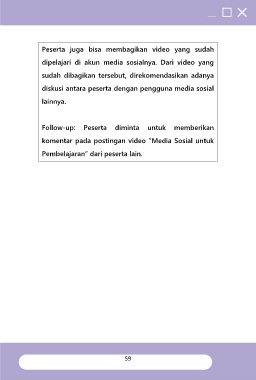 Peserta juga bisa membagikan video yang sudah
dipelajari di akun media sosialnya. Dari video yang
sudah dibagikan tersebut, direkomendasikan adanya
diskusi antara peserta dengan pengguna media sosial
lainnya.
Follow-up: Peserta diminta untuk memberikan
komentar pada postingan video "Media Sosial untuk
Pembelajaran" dari peserta lain.
59